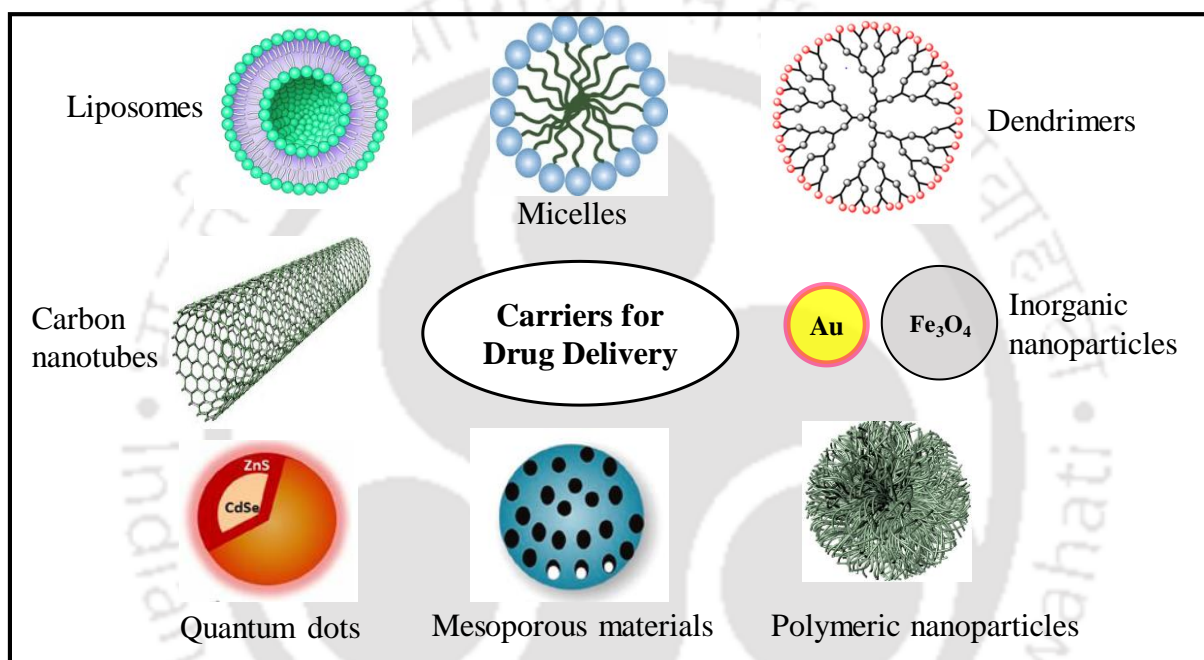 Liposomes
Micelles
Dendrimers
Carbon
nanotubes
Carriers for
Drug Delivery
Au
Fe₃O₄
Inorganic
nanoparticles
ZnS
CdSe
Quantum dots
Mesoporous materials
Polymeric nanoparticles